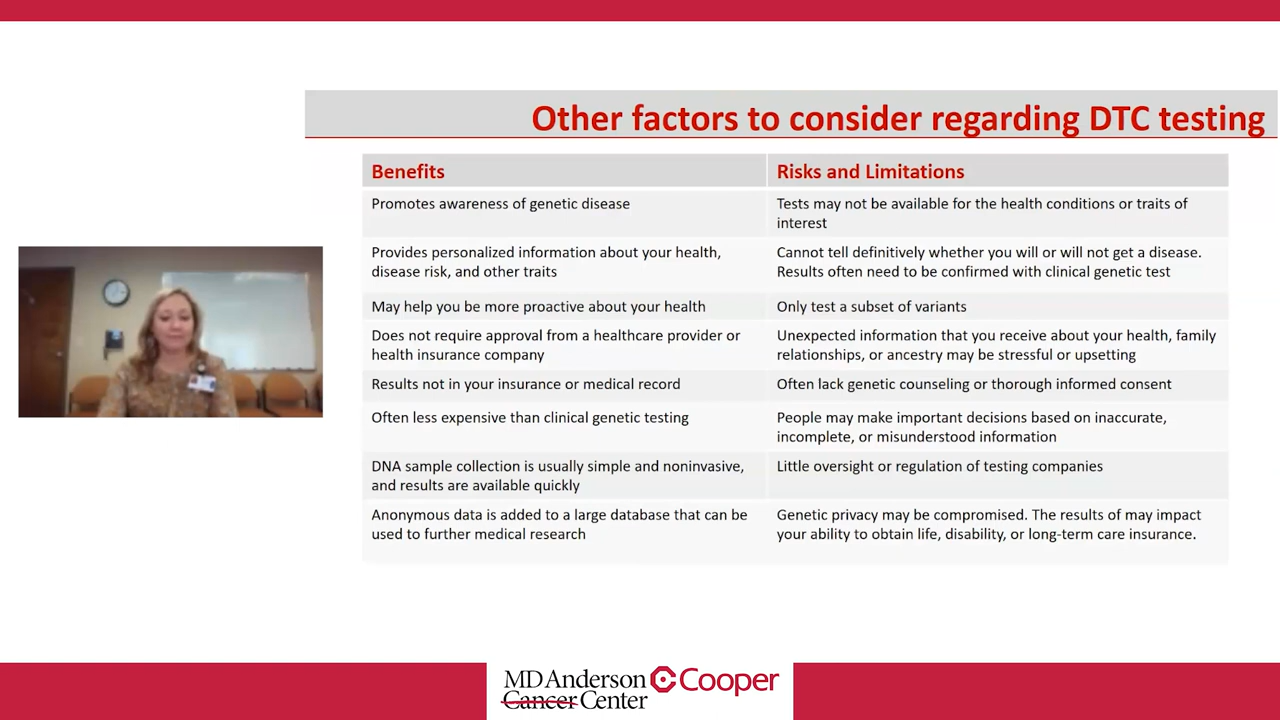 Other factors to consider regarding DTC testing
Benefits
Risks and Limitations
Promotes awareness of genetic disease
Tests may not be available for the health conditions or traits of
interest
Provides personalized information about your health,
disease risk, and other traits
Cannot tell definitively whether you will or will not get a disease.
Results often need to be confirmed with clinical genetic test
May help you be more proactive about your health
Only test a subset of variants
Does not require approval from a healthcare provider or
health insurance company
Unexpected information that you receive about your health, family
relationships, or ancestry may be stressful or upsetting
Results not in your insurance or medical record
Often lack genetic counseling or thorough informed consent
Often less expensive than clinical genetic testing
People may make important decisions based on inaccurate,
incomplete, or misunderstood information
DNA sample collection is usually simple and noninvasive,
and results are available quickly
Little oversight or regulation of testing companies
Anonymous data is added to a large database that can be
used to further medical research
Genetic privacy may be compromised. The results of may impact
your ability to obtain life, disability, or long-term care insurance.
MD Anderson
Cancer Center
Cooper